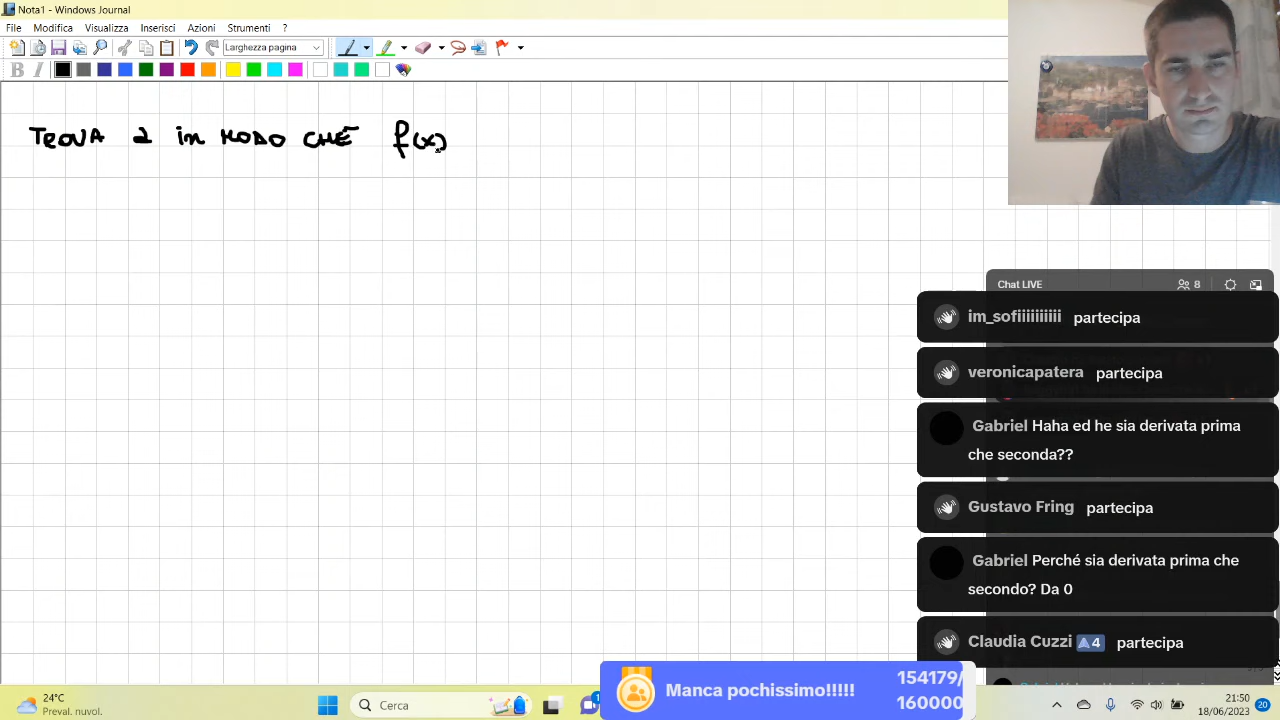 Nota1 - Windows Journal
File Modifica Visualizza Inserisci Azioni Strumenti ?
Larghezza pagina
B I
TROVA a in MODO CHE f(x)
Chat LIVE
8
im_sofiiiiiiiiii partecipa
veronicapatera partecipa
Gabriel Haha ed he sia derivata prima
che seconda??
Gustavo Fring partecipa
Gabriel Perché sia derivata prima che
secondo? Da 0
Claudia Cuzzi 4 partecipa
Manca pochissimo!!!!!
154179/
160000
24°C
Preval. nuvol.
Cerca
1
21:50
18/06/2023
20